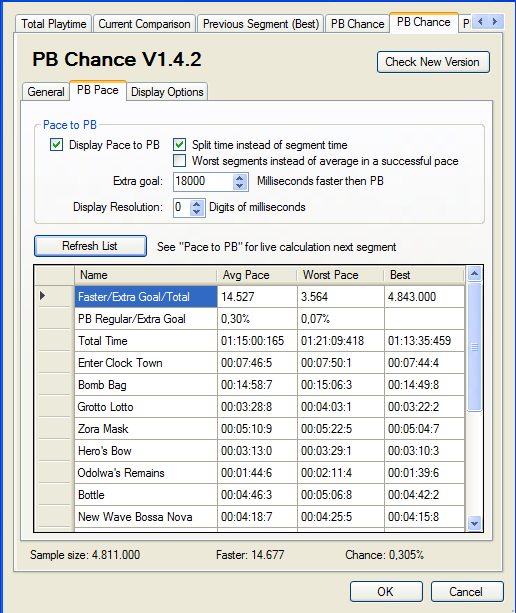 Total Playtime Current Comparison Previous Segment (Best) PB Chance PB Chance
PB Chance V1.4.2
Check New Version
General PB Pace Display Options
Pace to PB
Display Pace to PB Split time instead of segment time
Worst segments instead of average in a successful pace
Extra goal: 18000 Milliseconds faster then PB
Display Resolution: 0 Digits of milliseconds
Refresh List See "Pace to PB" for live calculation next segment
Name Avg Pace Worst Pace Best
Faster/Extra Goal/Total 14.527 3.564 4.843.000
PB Regular/Extra Goal 0,30% 0,07%
Total Time 01:15:00:165 01:21:09:418 01:13:35:459
Enter Clock Town 00:07:46:5 00:07:50:1 00:07:44:4
Bomb Bag 00:14:58:7 00:15:06:3 00:14:49:8
Grotto Lotto 00:03:28:8 00:04:03:1 00:03:22:2
Zora Mask 00:05:10:9 00:05:22:5 00:05:04:7
Hero's Bow 00:03:13:0 00:03:29:1 00:03:10:3
Odolwa's Remains 00:01:44:6 00:02:11:4 00:01:39:6
Bottle 00:04:46:3 00:05:06:8 00:04:42:2
New Wave Bossa Nova 00:04:18:7 00:04:25:5 00:04:15:8
Sample size: 4.811.000 Faster: 14.677 Chance: 0,305%
OK Cancel